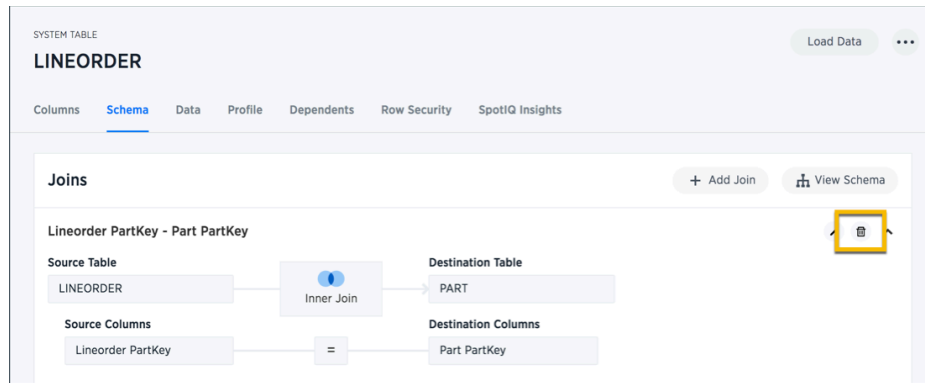 SYSTEM TABLE
LINEORDER
Load Data
Columns Schema Data Profile Dependents Row Security SpotIQ Insights
Joins
+ Add Join View Schema
Lineorder PartKey - Part PartKey
Source Table Destination Table
LINEORDER Inner Join PART
Source Columns Destination Columns
Lineorder PartKey = Part PartKey